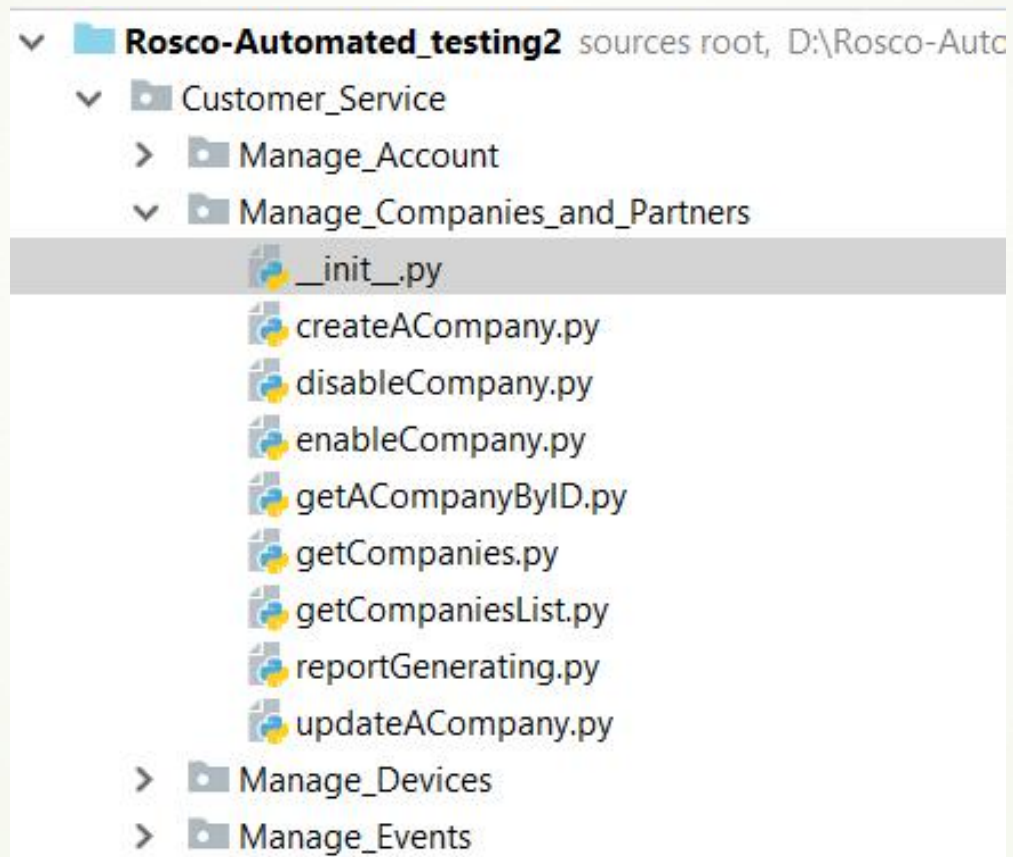 Rosco-Automated_testing2 sources root, D:\Rosco-Auto
Customer_Service
Manage_Account
Manage_Companies_and_Partners
__init__.py
createACompany.py
disableCompany.py
enableCompany.py
getACompanyByID.py
getCompanies.py
getCompaniesList.py
reportGenerating.py
updateACompany.py
Manage_Devices
Manage_Events